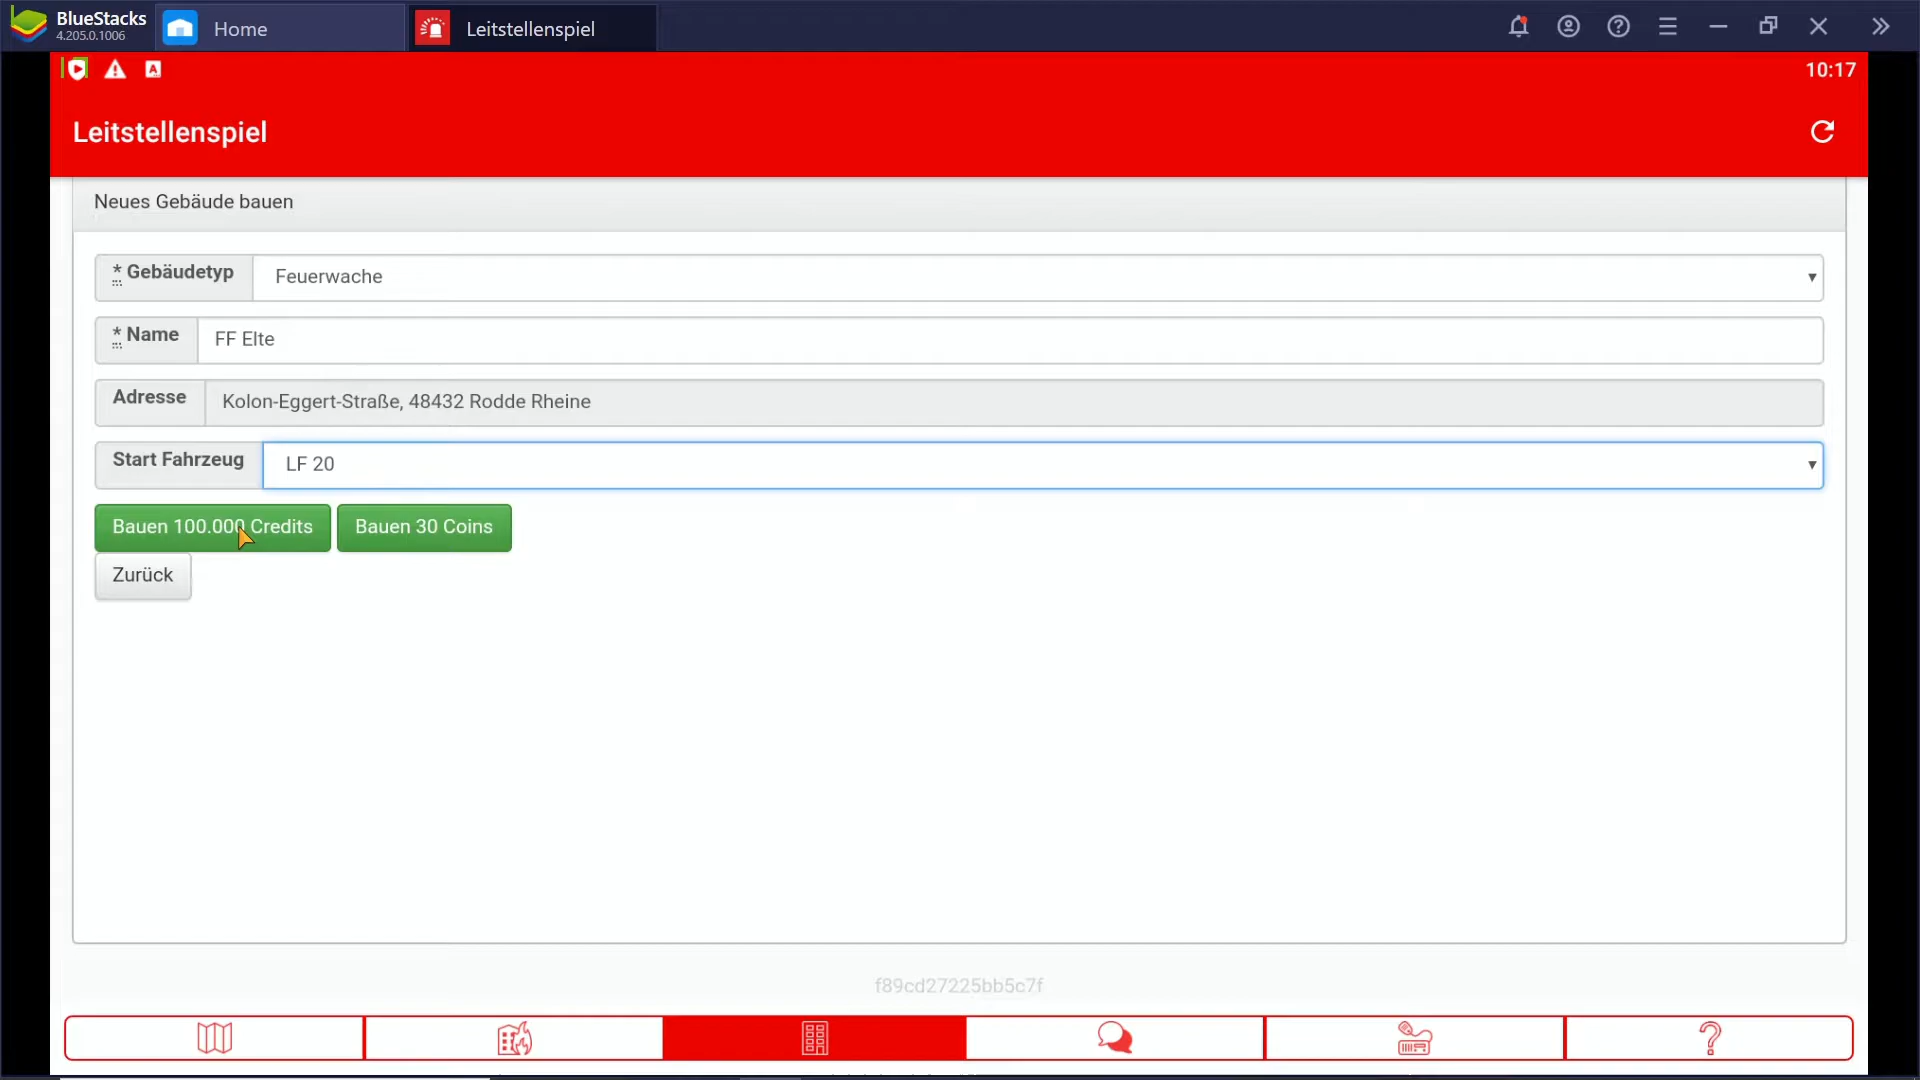 BlueStacks
4.205.0.1006
Home
Leitstellenspiel
10:17
Leitstellenspiel
Neues Gebäude bauen
* Gebäudetyp
Feuerwache
* Name
FF Elte
Adresse
Kolon-Eggert-Straße, 48432 Rodde Rheine
Start Fahrzeug
LF 20
Bauen 100.000 Credits
Bauen 30 Coins
Zurück
f89cd27225bb5c7f